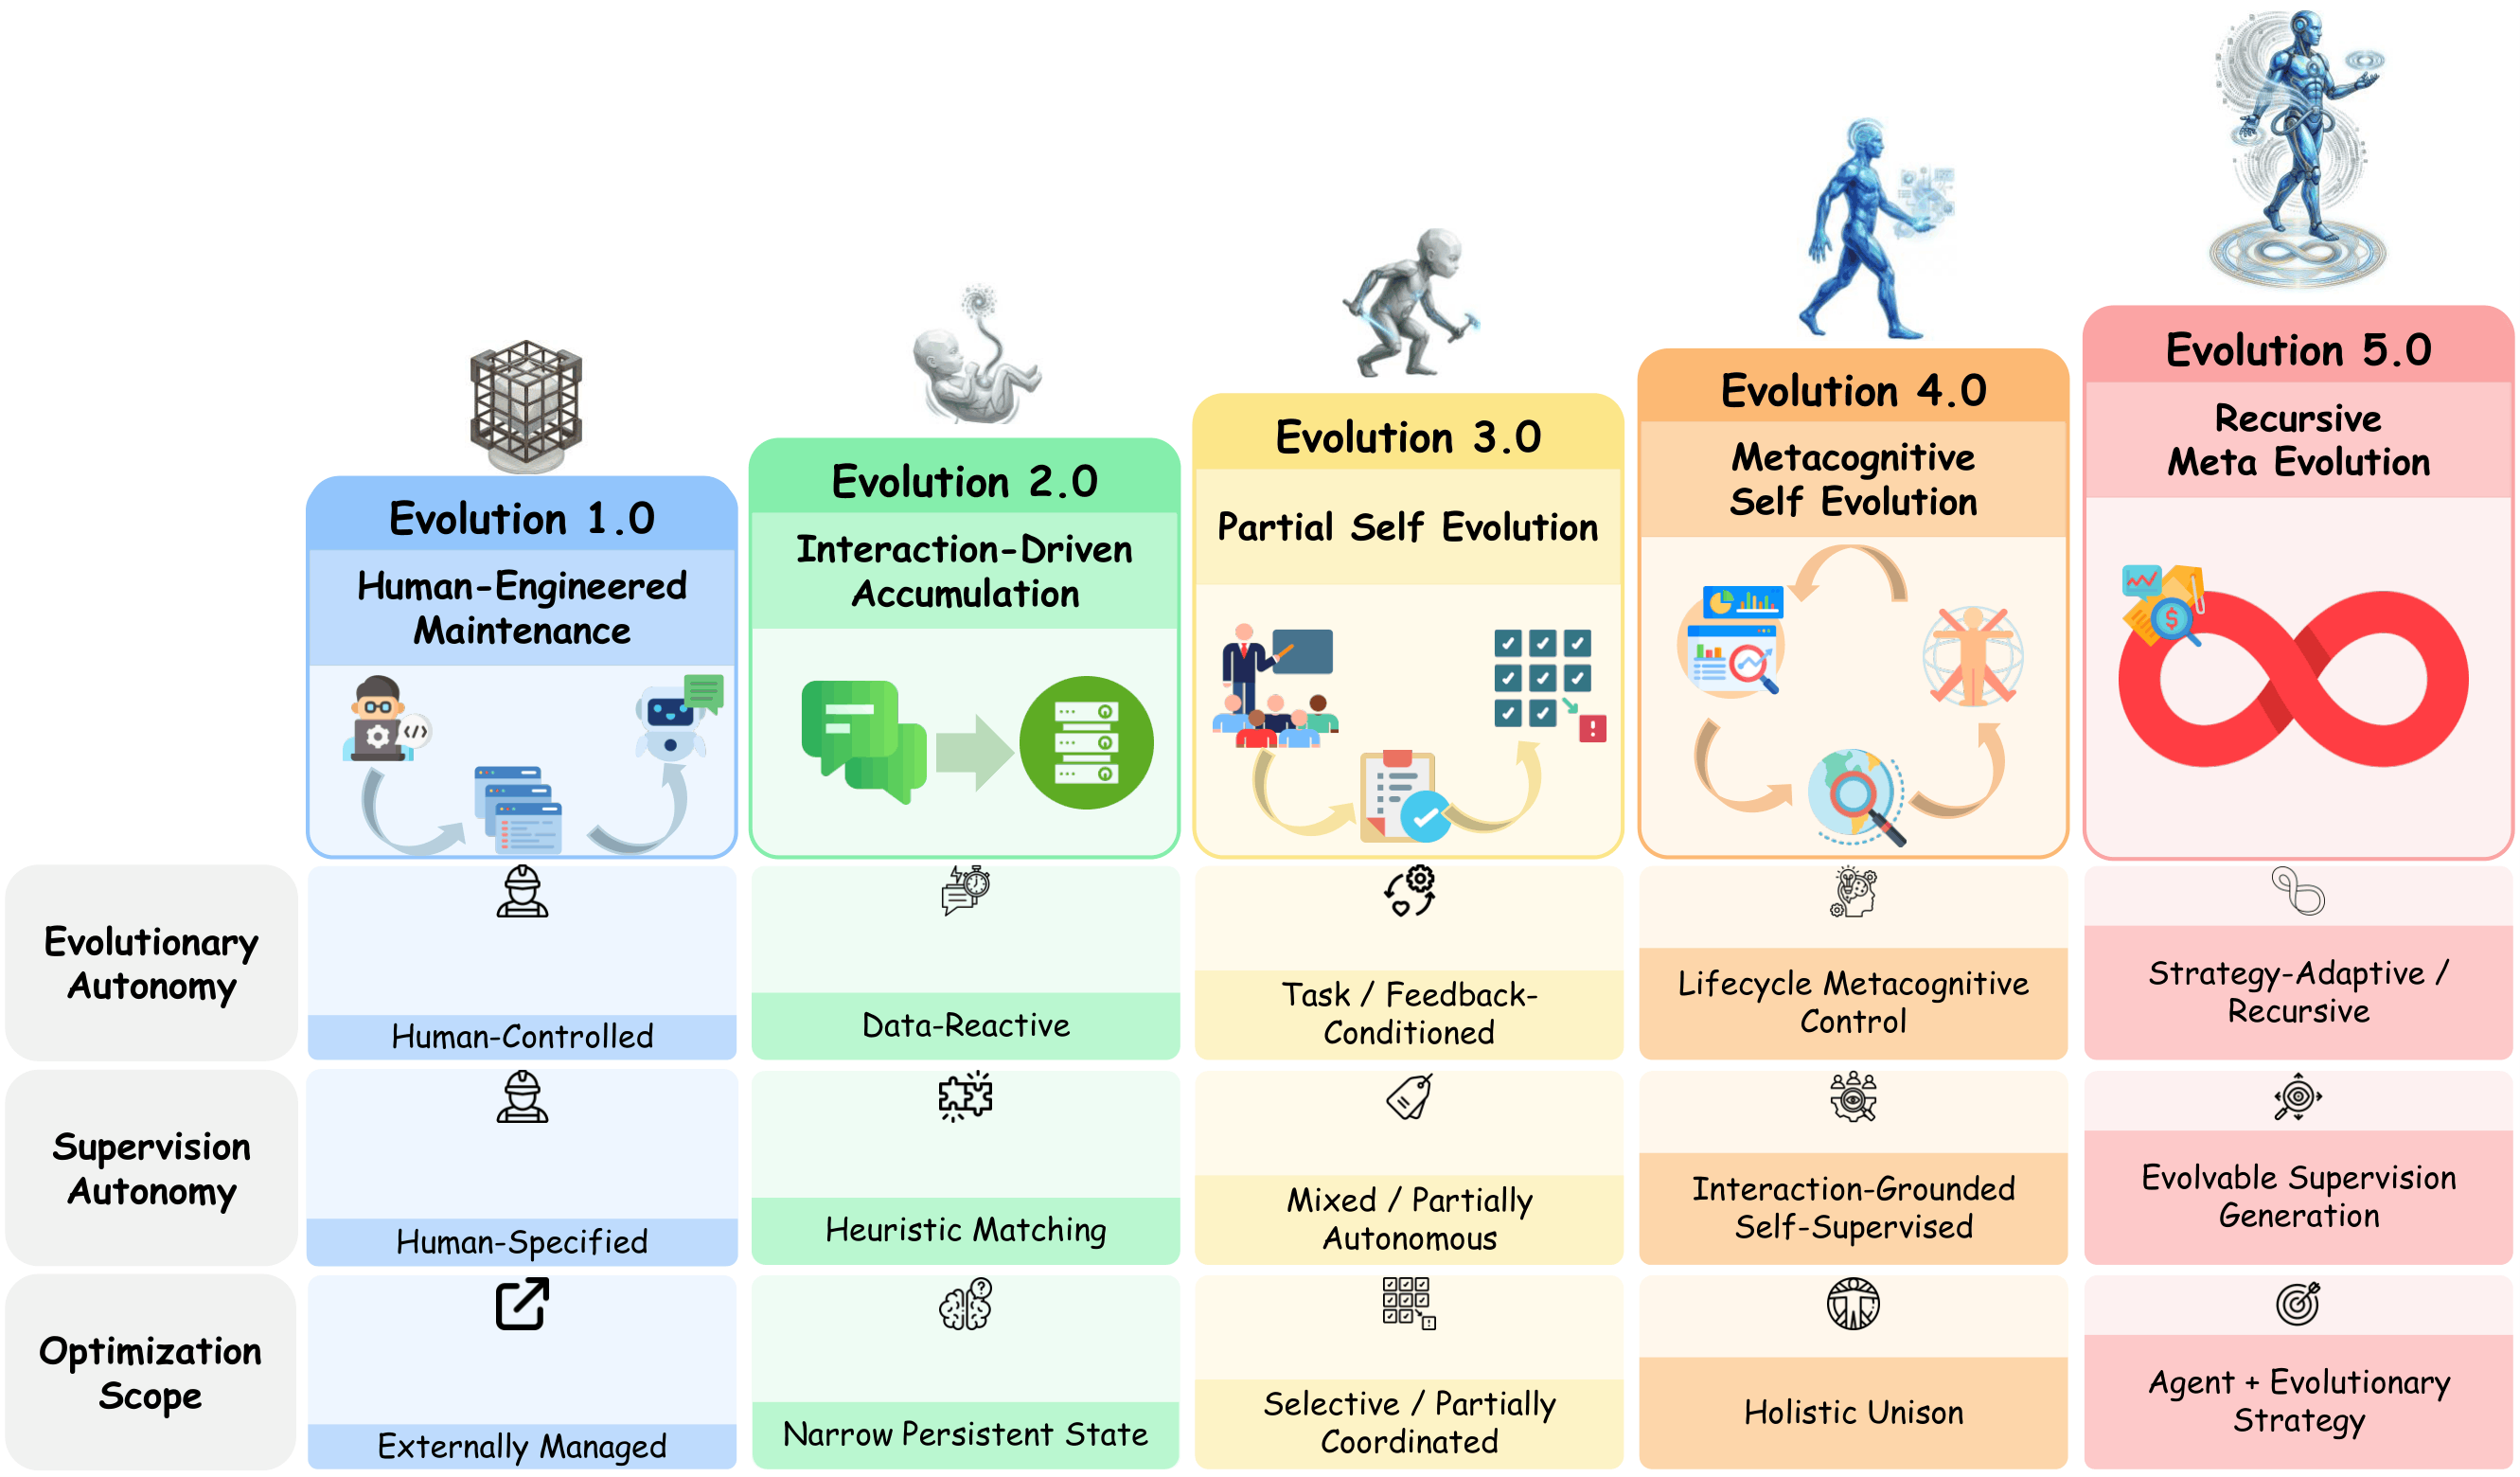 Evolution 1.0
Human-Engineered
Maintenance
Evolution 2.0
Interaction-Driven
Accumulation
Evolution 3.0
Partial Self Evolution
Evolution 4.0
Metacognitive
Self Evolution
Evolution 5.0
Recursive
Meta Evolution
Evolutionary
Autonomy
Human-Controlled
Data-Reactive
Task / Feedback-
Conditioned
Lifecycle Metacognitive
Control
Strategy-Adaptive /
Recursive
Supervision
Autonomy
Human-Specified
Heuristic Matching
Mixed / Partially
Autonomous
Interaction-Grounded
Self-Supervised
Evolvable Supervision
Generation
Optimization
Scope
Externally Managed
Narrow Persistent State
Selective / Partially
Coordinated
Holistic Unison
Agent + Evolutionary
Strategy